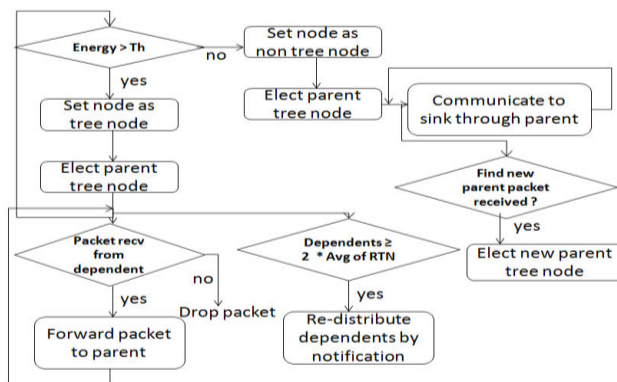 Energy > Th
no
Set node as
non tree node
yes
Set node as
tree node
Elect parent
tree node
Communicate to
sink through parent
Elect parent
tree node
Find new
parent packet
received ?
yes
Elect new parent
tree node
Packet recv
from
dependent
no
Drop packet
yes
Forward packet
to parent
Dependents ≥
2 * Avg of RTN
yes
Re-distribute
dependents by
notification